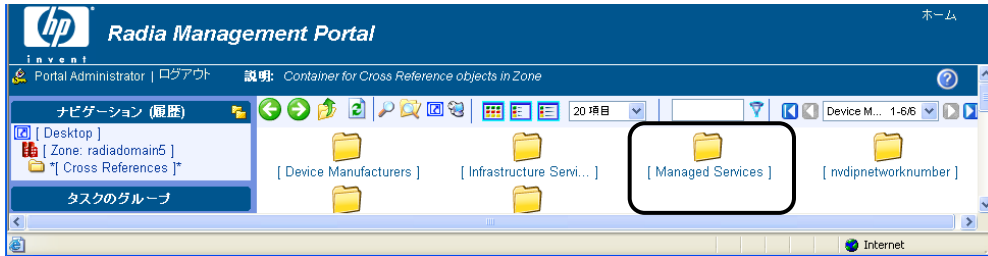 ホーム
hp
Radia Management Portal
invent
Portal Administrator | ログアウト
説明: Container for Cross Reference objects in Zone
ナビゲーション (履歴)
20 項目
Device M... 1-6/6
[ Desktop ]
[ Zone: radiadomain5 ]
*[ Cross References ]*
[ Device Manufacturers ]
[ Infrastructure Servi... ]
[ Managed Services ]
[ nvdipnetworknumber ]
タスクのグループ
Internet